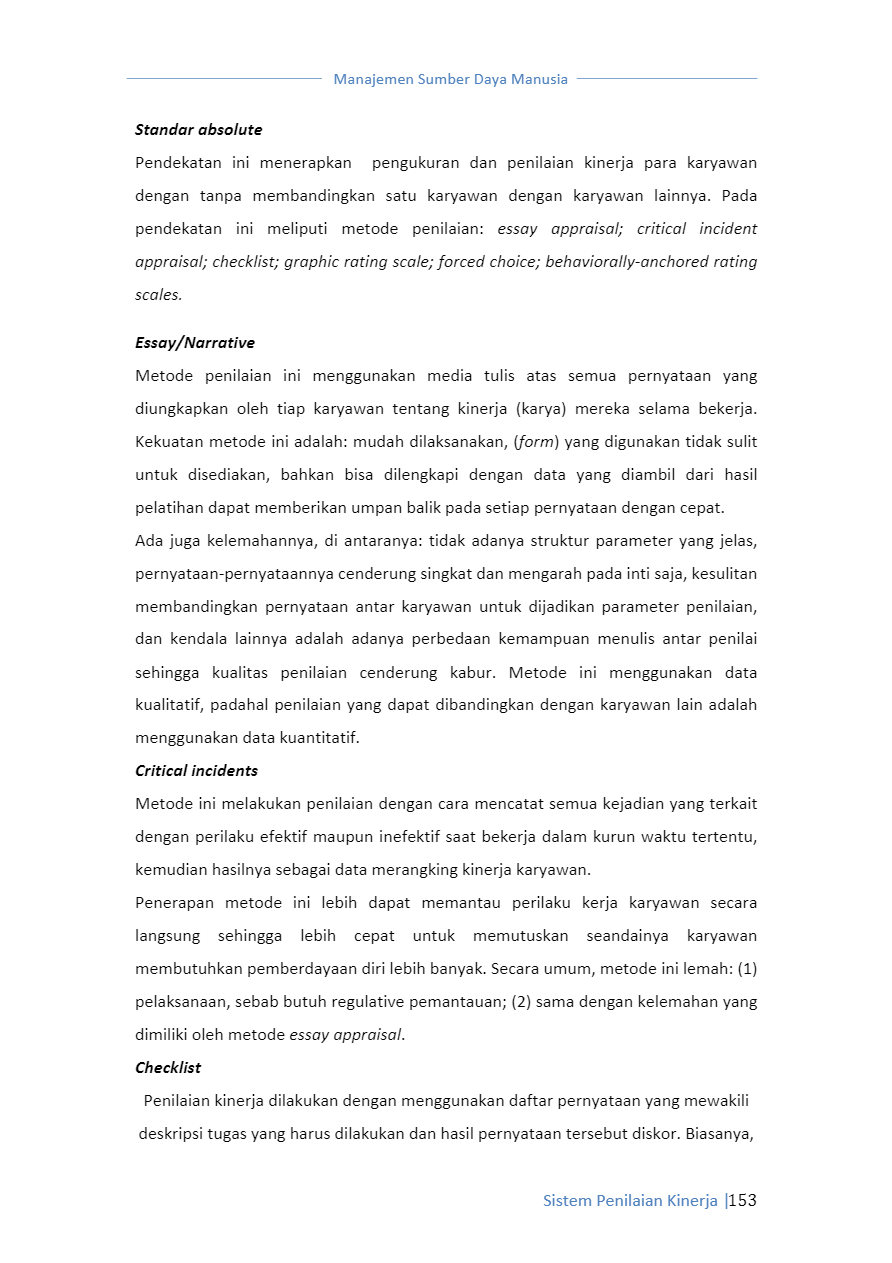 Manajemen Sumber Daya Manusia
Standar absolute
Pendekatan ini menerapkan pengukuran dan penilaian kinerja para karyawan
dengan tanpa membandingkan satu karyawan dengan karyawan lainnya. Pada
pendekatan ini meliputi metode penilaian: essay appraisal; critical incident
appraisal; checklist; graphic rating scale; forced choice; behaviorally-anchored rating
scales.
Essay/Narrative
Metode penilaian ini menggunakan media tulis atas semua pernyataan yang
diungkapkan oleh tiap karyawan tentang kinerja (karya) mereka selama bekerja.
Kekuatan metode ini adalah: mudah dilaksanakan, (form) yang digunakan tidak sulit
untuk disediakan, bahkan bisa dilengkapi dengan data yang diambil dari hasil
pelatihan dapat memberikan umpan balik pada setiap pernyataan dengan cepat.
Ada juga kelemahannya, di antaranya: tidak adanya struktur parameter yang jelas,
pernyataan-pernyataannya cenderung singkat dan mengarah pada inti saja, kesulitan
membandingkan pernyataan antar karyawan untuk dijadikan parameter penilaian,
dan kendala lainnya adalah adanya perbedaan kemampuan menulis antar penilai
sehingga kualitas penilaian cenderung kabur. Metode ini menggunakan data
kualitatif, padahal penilaian yang dapat dibandingkan dengan karyawan lain adalah
menggunakan data kuantitatif.
Critical incidents
Metode ini melakukan penilaian dengan cara mencatat semua kejadian yang terkait
dengan perilaku efektif maupun inefektif saat bekerja dalam kurun waktu tertentu,
kemudian hasilnya sebagai data merangking kinerja karyawan.
Penerapan metode ini lebih dapat memantau perilaku kerja karyawan secara
langsung sehingga lebih cepat untuk memutuskan seandainya karyawan
membutuhkan pemberdayaan diri lebih banyak. Secara umum, metode ini lemah: (1)
pelaksanaan, sebab butuh regulative pemantauan; (2) sama dengan kelemahan yang
dimiliki oleh metode essay appraisal.
Checklist
Penilaian kinerja dilakukan dengan menggunakan daftar pernyataan yang mewakili
deskripsi tugas yang harus dilakukan dan hasil pernyataan tersebut diskor. Biasanya,
Sistem Penilaian Kinerja |153